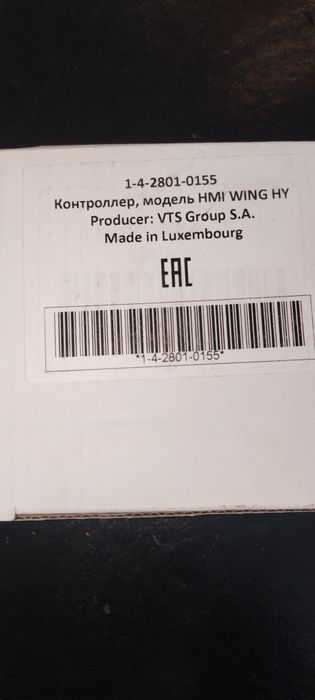 1-4-2801-0155
Контроллер, модель HMI WING HY
Producer: VTS Group S.A.
Made in Luxembourg
EAC
*1-4-2801-0155*